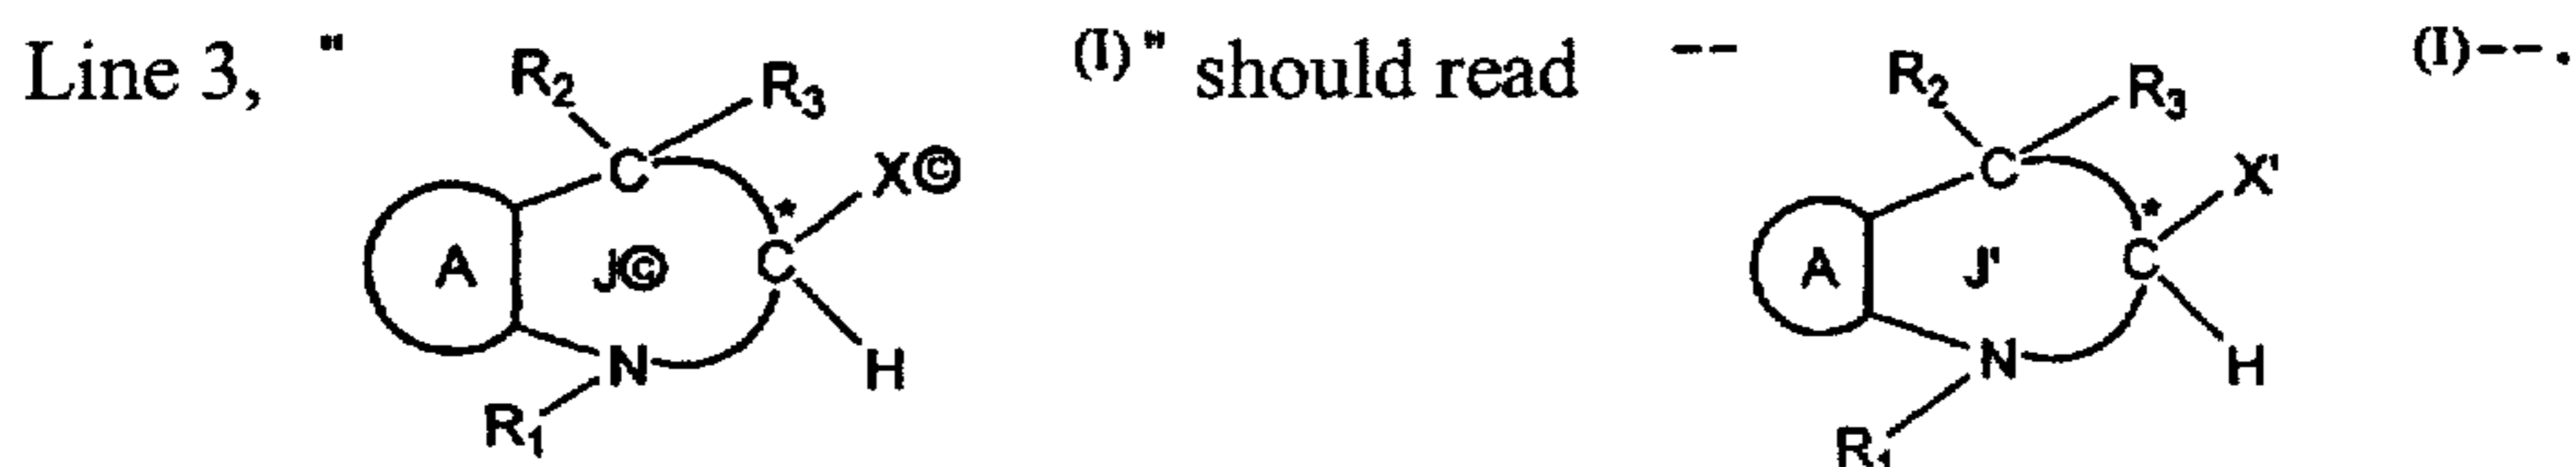 Line 3, " (I)" should read -- (I)--.
R2 R3 R2 R3
C X© C X'
* *
A J© C A J' C
N H N H
R1 R1